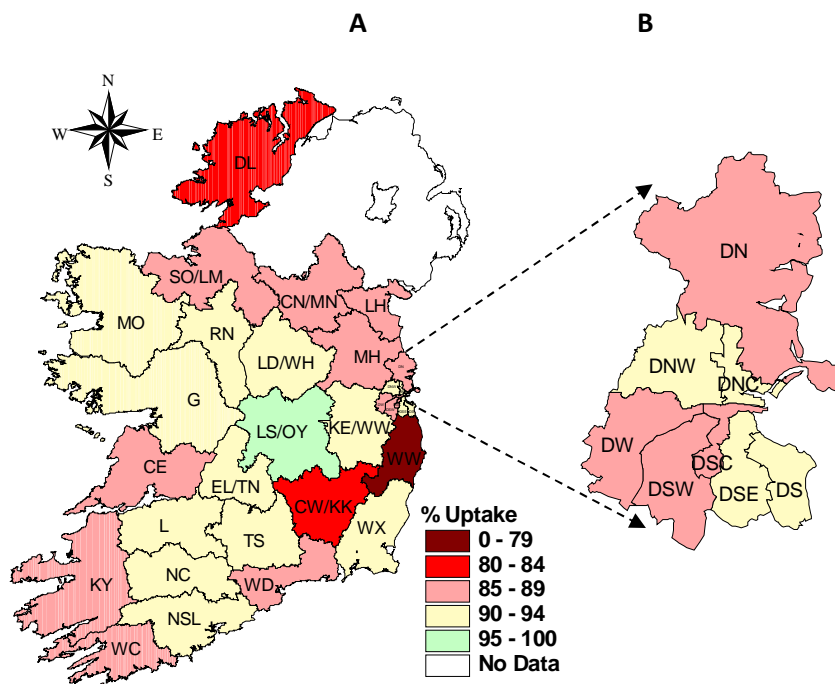 A
B
N
W
E
S
DL
SO/LM
CN/MN
LH
MO
RN
LD/WH
MH
G
LS/OY
KE/WW
WW
CE
EL/TN
CW/KK
L
TS
WX
KY
NC
WD
NSL
WC
DN
DNW
DNC
DW
DSC
DSW
DSE
DS
% Uptake
0 - 79
80 - 84
85 - 89
90 - 94
95 - 100
No Data